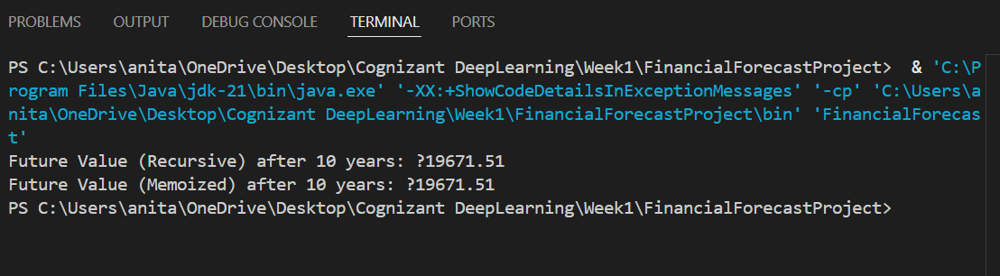 PROBLEMS OUTPUT DEBUG CONSOLE TERMINAL PORTS
PS C:\Users\anita\OneDrive\Desktop\Cognizant DeepLearning\Week1\FinancialForecastProject>  & 'C:\P
rogram Files\Java\jdk-21\bin\java.exe' '-XX:+ShowCodeDetailsInExceptionMessages' '-cp' 'C:\Users\a
nita\OneDrive\Desktop\Cognizant DeepLearning\Week1\FinancialForecastProject\bin' 'FinancialForecas
t'
Future Value (Recursive) after 10 years: ?19671.51
Future Value (Memoized) after 10 years: ?19671.51
PS C:\Users\anita\OneDrive\Desktop\Cognizant DeepLearning\Week1\FinancialForecastProject>